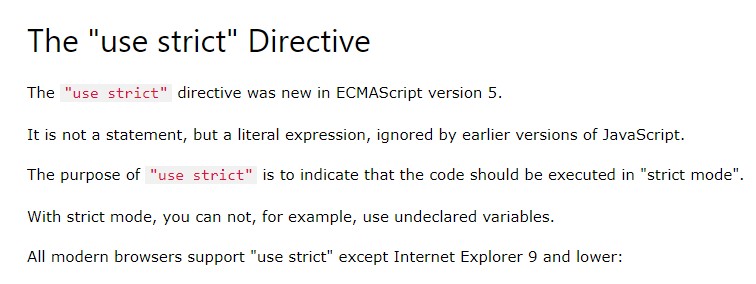 The "use strict" Directive
The "use strict" directive was new in ECMAScript version 5.
It is not a statement, but a literal expression, ignored by earlier versions of JavaScript.
The purpose of "use strict" is to indicate that the code should be executed in "strict mode".
With strict mode, you can not, for example, use undeclared variables.
All modern browsers support "use strict" except Internet Explorer 9 and lower: